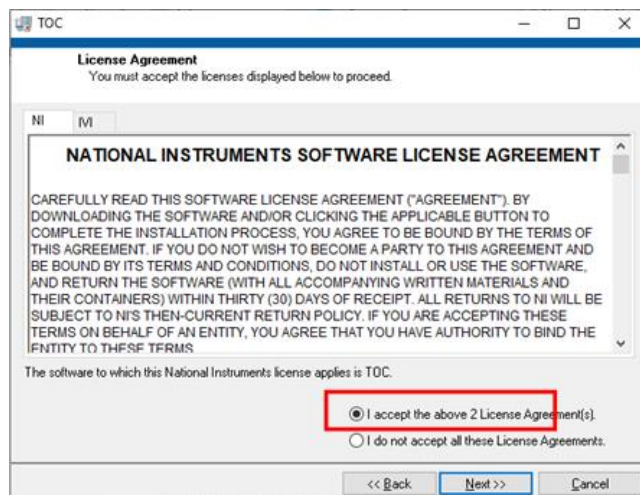 TOC
License Agreement
You must accept the licenses displayed below to proceed.
NI IVI
NATIONAL INSTRUMENTS SOFTWARE LICENSE AGREEMENT
CAREFULLY READ THIS SOFTWARE LICENSE AGREEMENT ("AGREEMENT"). BY
DOWNLOADING THE SOFTWARE AND/OR CLICKING THE APPLICABLE BUTTON TO
COMPLETE THE INSTALLATION PROCESS, YOU AGREE TO BE BOUND BY THE TERMS OF
THIS AGREEMENT. IF YOU DO NOT WISH TO BECOME A PARTY TO THIS AGREEMENT AND
BE BOUND BY ITS TERMS AND CONDITIONS, DO NOT INSTALL OR USE THE SOFTWARE,
AND RETURN THE SOFTWARE (WITH ALL ACCOMPANYING WRITTEN MATERIALS AND
THEIR CONTAINERS) WITHIN THIRTY (30) DAYS OF RECEIPT. ALL RETURNS TO NI WILL BE
SUBJECT TO NI'S THEN-CURRENT RETURN POLICY. IF YOU ARE ACCEPTING THESE
TERMS ON BEHALF OF AN ENTITY, YOU AGREE THAT YOU HAVE AUTHORITY TO BIND THE
ENTITY TO THESE TERMS
The software to which this National Instruments license applies is TOC.
I accept the above 2 License Agreement(s).
I do not accept all these License Agreements.
<< Back Next >> Cancel